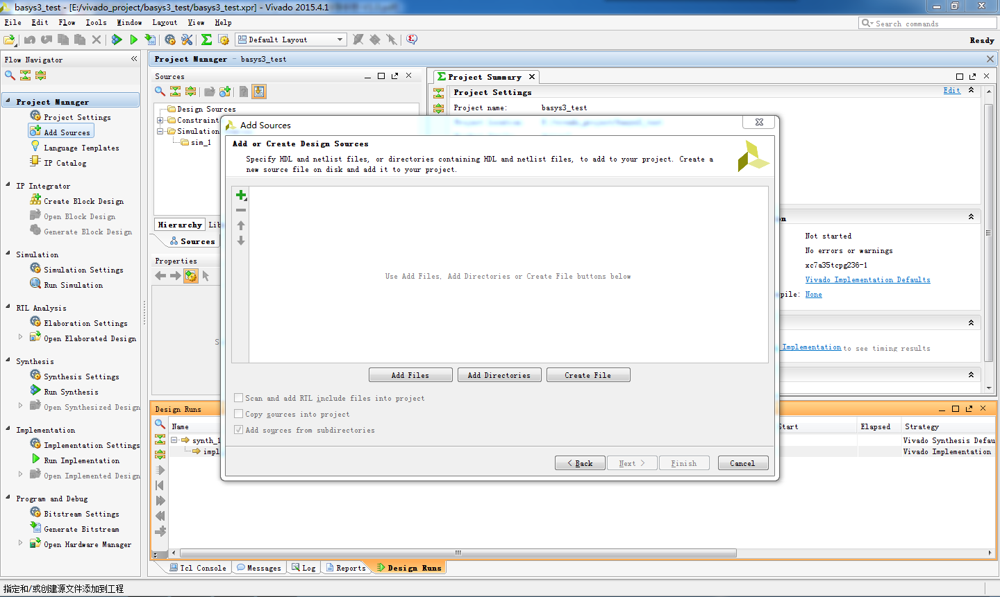 basys3_test - [E:/vivado_project/basys3_test/basys3_test.xpr] - Vivado 2015.4.1
File Edit Flow Tools Window Layout View Help
Search commands
Default Layout
Ready
Flow Navigator
Project Manager - basys3_test
Project Manager
Project Settings
Add Sources
Language Templates
IP Catalog
IP Integrator
Create Block Design
Open Block Design
Generate Block Design
Simulation
Simulation Settings
Run Simulation
RTL Analysis
Elaboration Settings
Open Elaborated Design
Synthesis
Synthesis Settings
Run Synthesis
Open Synthesized Design
Implementation
Implementation Settings
Run Implementation
Open Implemented Design
Program and Debug
Bitstream Settings
Generate Bitstream
Open Hardware Manager
Sources
Design Sources
Constraint
Simulation
sim_1
Hierarchy Lib
Sources
Properties
Project Summary
Project Settings
Edit
Project name: basys3_test
Not started
No errors or warnings
xc7a35tcpg236-1
Vivado Implementation Defaults
pile: None
Implementation to see timing results
Add Sources
Add or Create Design Sources
Specify HDL and netlist files, or directories containing HDL and netlist files, to add to your project. Create a
new source file on disk and add it to your project.
Use Add Files, Add Directories or Create File buttons below
Add Files Add Directories Create File
Scan and add RTL include files into project
Copy sources into project
Add sources from subdirectories
< Back Next > Finish Cancel
Design Runs
Name Start Elapsed Strategy
synth_1 Vivado Synthesis Defau
impl Vivado Implementation
Tcl Console Messages Log Reports Design Runs
指定和/或创建源文件添加到工程